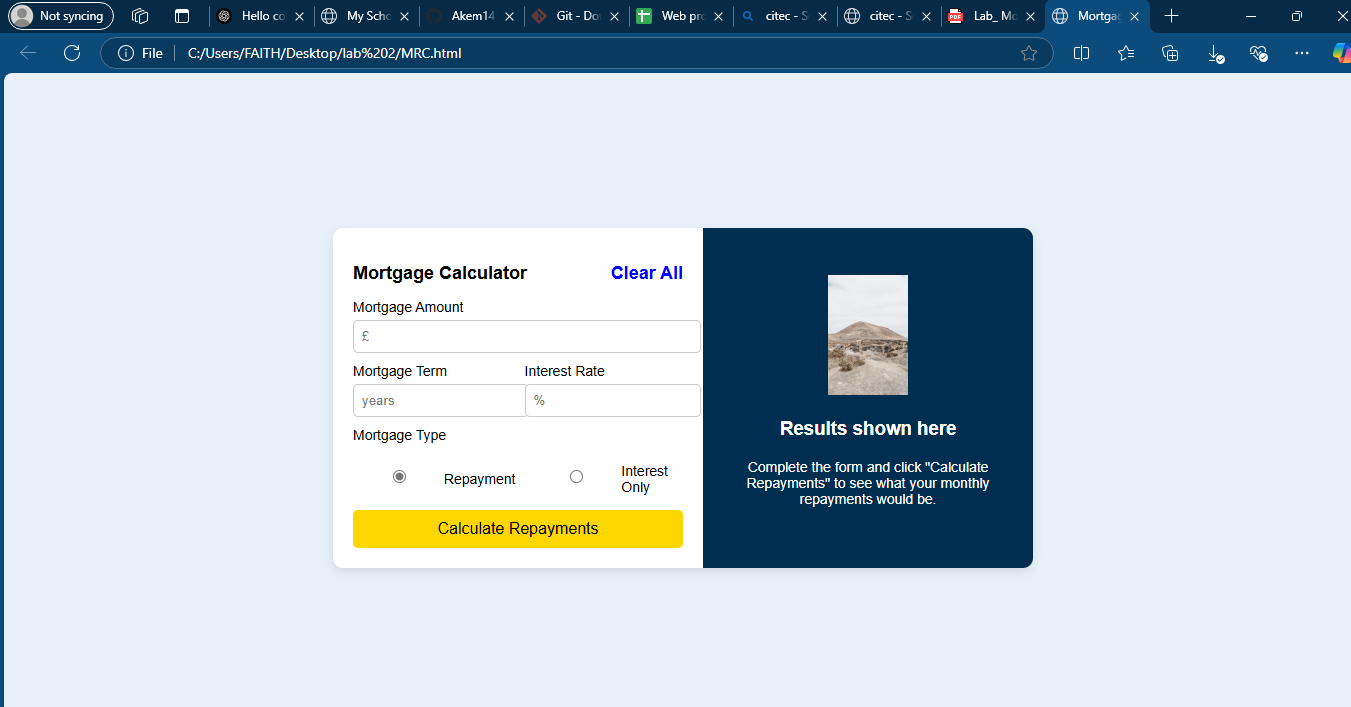 Not syncing
Hello co
My Scho
Akem14
Git - Do
Web pro
citec - S
citec - S
Lab_ Mo
Mortgag
File
C:/Users/FAITH/Desktop/lab%202/MRC.html
Mortgage Calculator
Clear All
Mortgage Amount
£
Mortgage Term
Interest Rate
years
%
Mortgage Type
Repayment
Interest
Only
Calculate Repayments
Results shown here
Complete the form and click "Calculate
Repayments" to see what your monthly
repayments would be.